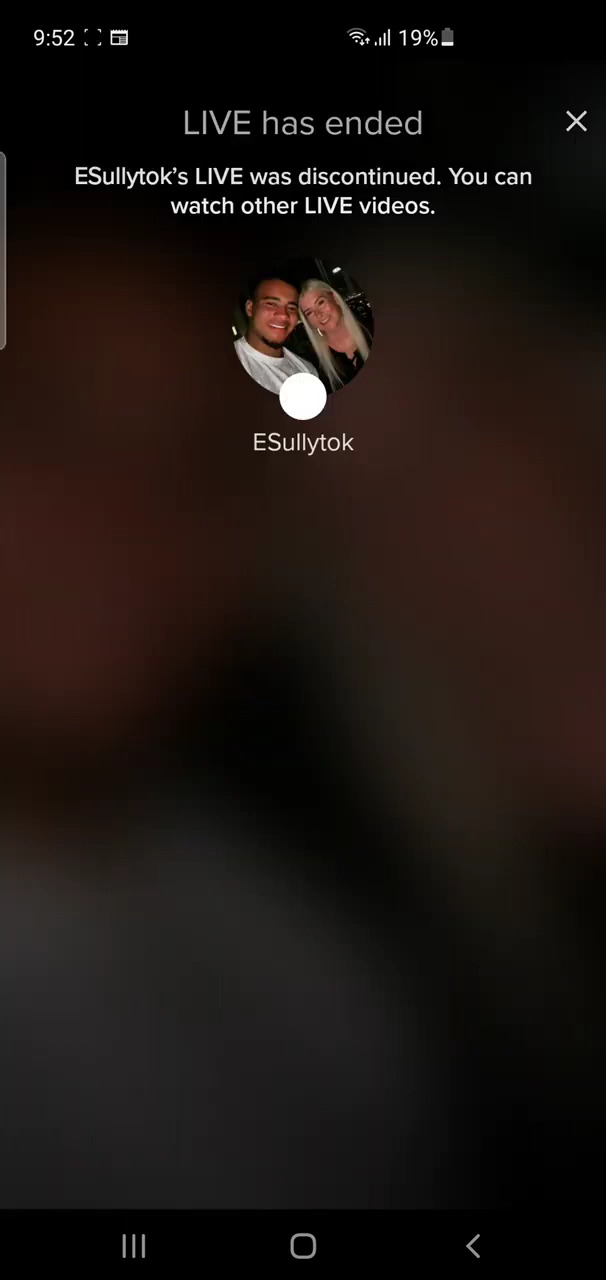 9:52 19%
LIVE has ended
ESullytok’s LIVE was discontinued. You can
watch other LIVE videos.
ESullytok